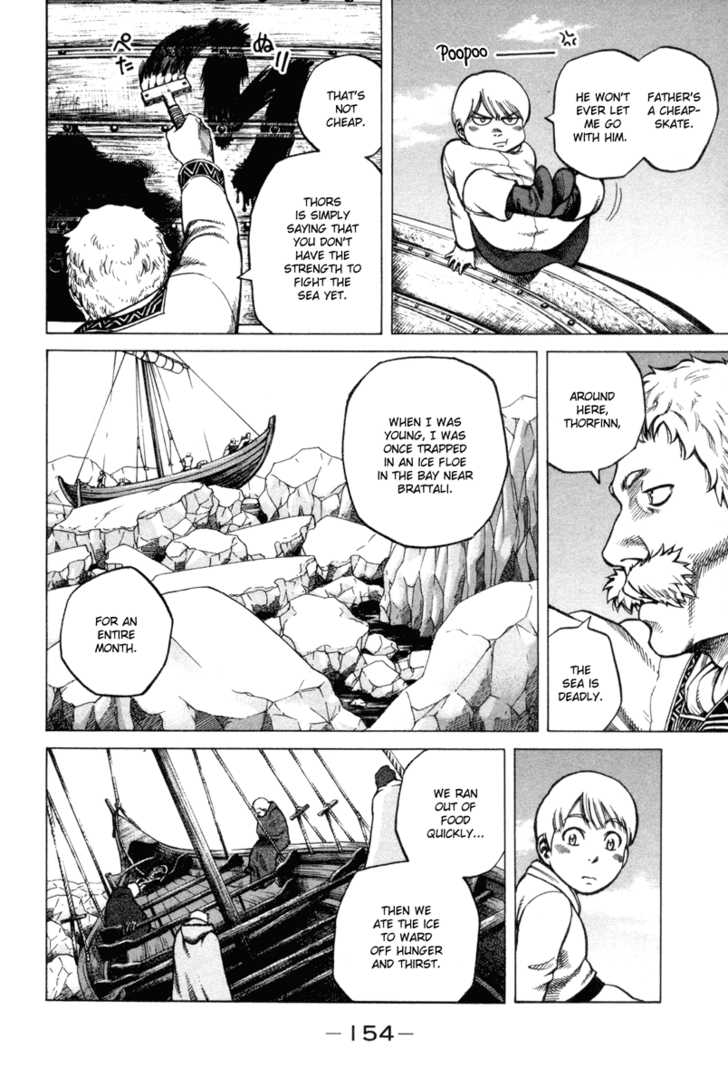 FATHER'S
A CHEAP-
SKATE.
HE WON'T
EVER LET
ME GO
WITH HIM.
POOPOO
THAT'S
NOT
CHEAP.
THORS
IS SIMPLY
SAYING THAT
YOU DON'T
HAVE THE
STRENGTH TO
FIGHT THE
SEA YET.
ぬり
ぺた
AROUND
HERE,
THORFINN,
THE
SEA IS
DEADLY.
WHEN I WAS
YOUNG, I WAS
ONCE TRAPPED
IN AN ICE FLOE
IN THE BAY NEAR
BRATTALI.
FOR AN
ENTIRE
MONTH.
WE RAN
OUT OF
FOOD
QUICKLY...
THEN WE
ATE THE ICE
TO WARD
OFF HUNGER
AND THIRST.
— 154 —